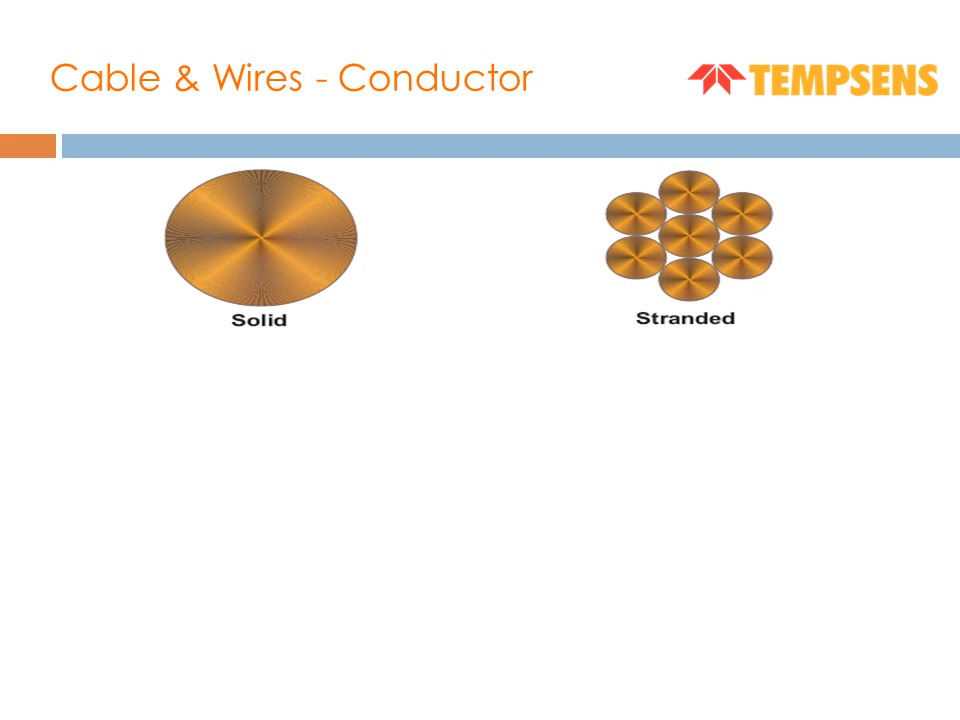 Cable & Wires - Conductor
TEMPSENS
Solid
Stranded